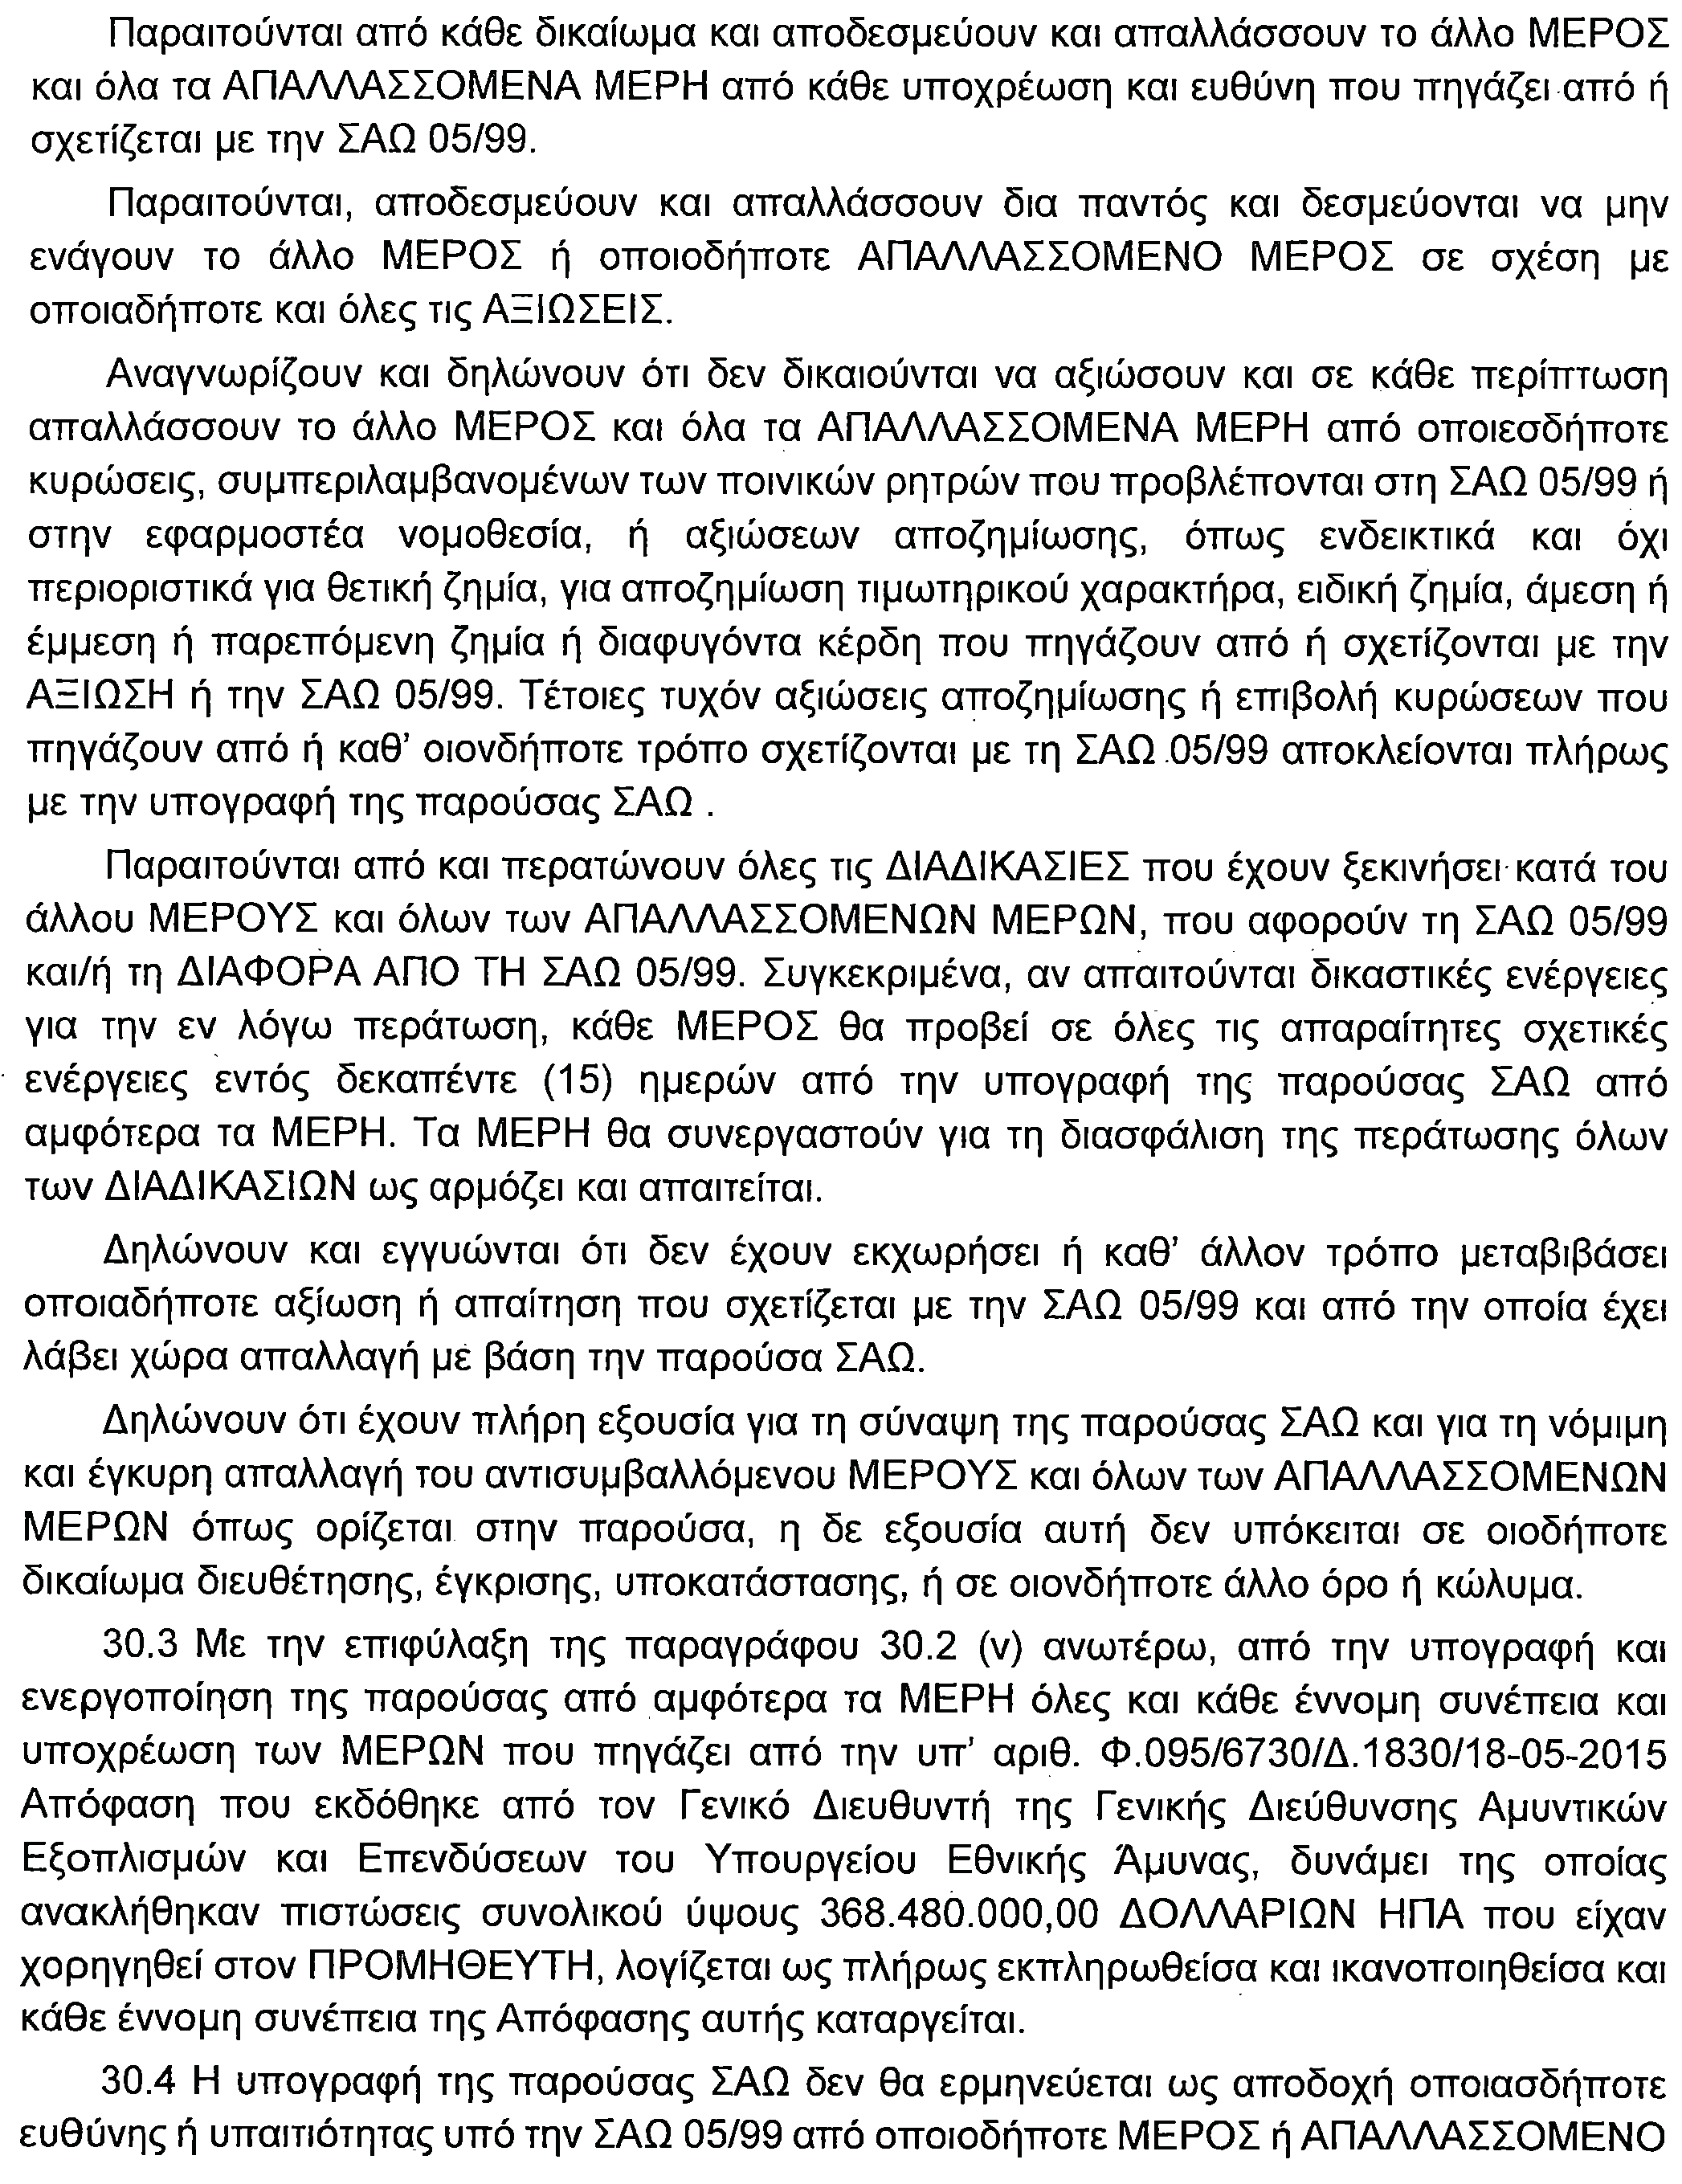 Παραιτούνται από κάθε δικαίωμα και αποδεσμεύουν και απαλλάσσουν το άλλο ΜΕΡΟΣ
και όλα τα ΑΠΑΛΛΑΣΣΟΜΕΝΑ ΜΕΡΗ από κάθε υποχρέωση και ευθύνη που πηγάζει από ή
σχετίζεται με την ΣΑΩ 05/99.
Παραιτούνται, αποδεσμεύουν και απαλλάσσουν δια παντός και δεσμεύονται να μην
ενάγουν το άλλο ΜΕΡΟΣ ή οποιοδήποτε ΑΠΑΛΛΑΣΣΟΜΕΝΟ ΜΕΡΟΣ σε σχέση με
οποιαδήποτε και όλες τις ΑΞΙΩΣΕΙΣ.
Αναγνωρίζουν και δηλώνουν ότι δεν δικαιούνται να αξιώσουν και σε κάθε περίπτωση
απαλλάσσουν το άλλο ΜΕΡΟΣ και όλα τα ΑΠΑΛΛΑΣΣΟΜΕΝΑ ΜΕΡΗ από οποιεσδήποτε
κυρώσεις, συμπεριλαμβανομένων των ποινικών ρητρών που προβλέπονται στη ΣΑΩ 05/99 ή
στην εφαρμοστέα νομοθεσία, ή αξιώσεων αποζημίωσης, όπως ενδεικτικά και όχι
περιοριστικά για θετική ζημία, για αποζημίωση τιμωτηρικού χαρακτήρα, ειδική ζημία, άμεση ή
έμμεση ή παρεπόμενη ζημία ή διαφυγόντα κέρδη που πηγάζουν από ή σχετίζονται με την
ΑΞΙΩΣΗ ή την ΣΑΩ 05/99. Τέτοιες τυχόν αξιώσεις αποζημίωσης ή επιβολή κυρώσεων που
πηγάζουν από ή καθ’ οιονδήποτε τρόπο σχετίζονται με τη ΣΑΩ 05/99 αποκλείονται πλήρως
με την υπογραφή της παρούσας ΣΑΩ .
Παραιτούνται από και περατώνουν όλες τις ΔΙΑΔΙΚΑΣΙΕΣ που έχουν ξεκινήσει κατά του
άλλου ΜΕΡΟΥΣ και όλων των ΑΠΑΛΛΑΣΣΟΜΕΝΩΝ ΜΕΡΩΝ, που αφορούν τη ΣΑΩ 05/99
και/ή τη ΔΙΑΦΟΡΑ ΑΠΟ ΤΗ ΣΑΩ 05/99. Συγκεκριμένα, αν απαιτούνται δικαστικές ενέργειες
για την εν λόγω περάτωση, κάθε ΜΕΡΟΣ θα προβεί σε όλες τις απαραίτητες σχετικές
ενέργειες εντός δεκαπέντε (15) ημερών από την υπογραφή της παρούσας ΣΑΩ από
αμφότερα τα ΜΕΡΗ. Τα ΜΕΡΗ θα συνεργαστούν για τη διασφάλιση της περάτωσης όλων
των ΔΙΑΔΙΚΑΣΙΩΝ ως αρμόζει και απαιτείται.
Δηλώνουν και εγγυώνται ότι δεν έχουν εκχωρήσει ή καθ’ άλλον τρόπο μεταβιβάσει
οποιαδήποτε αξίωση ή απαίτηση που σχετίζεται με την ΣΑΩ 05/99 και από την οποία έχει
λάβει χώρα απαλλαγή με βάση την παρούσα ΣΑΩ.
Δηλώνουν ότι έχουν πλήρη εξουσία για τη σύναψη της παρούσας ΣΑΩ και για τη νόμιμη
και έγκυρη απαλλαγή του αντισυμβαλλόμενου ΜΕΡΟΥΣ και όλων των ΑΠΑΛΛΑΣΣΟΜΕΝΩΝ
ΜΕΡΩΝ όπως ορίζεται στην παρούσα, η δε εξουσία αυτή δεν υπόκειται σε οιοδήποτε
δικαίωμα διευθέτησης, έγκρισης, υποκατάστασης, ή σε οιονδήποτε άλλο όρο ή κώλυμα.
30.3 Με την επιφύλαξη της παραγράφου 30.2 (v) ανωτέρω, από την υπογραφή και
ενεργοποίηση της παρούσας από αμφότερα τα ΜΕΡΗ όλες και κάθε έννομη συνέπεια και
υποχρέωση των ΜΕΡΩΝ που πηγάζει από την υπ’ αριθ. Φ.095/6730/Δ.1830/18-05-2015
Απόφαση που εκδόθηκε από τον Γενικό Διευθυντή της Γενικής Διεύθυνσης Αμυντικών
Εξοπλισμών και Επενδύσεων του Υπουργείου Εθνικής Άμυνας, δυνάμει της οποίας
ανακλήθηκαν πιστώσεις συνολικού ύψους 368.480.000,00 ΔΟΛΛΑΡΙΩΝ ΗΠΑ που είχαν
χορηγηθεί στον ΠΡΟΜΗΘΕΥΤΗ, λογίζεται ως πλήρως εκπληρωθείσα και ικανοποιηθείσα και
κάθε έννομη συνέπεια της Απόφασης αυτής καταργείται.
30.4 Η υπογραφή της παρούσας ΣΑΩ δεν θα ερμηνεύεται ως αποδοχή οποιασδήποτε
ευθύνης ή υπαιτιότητας υπό την ΣΑΩ 05/99 από οποιοδήποτε ΜΕΡΟΣ ή ΑΠΑΛΛΑΣΣΟΜΕΝΟ